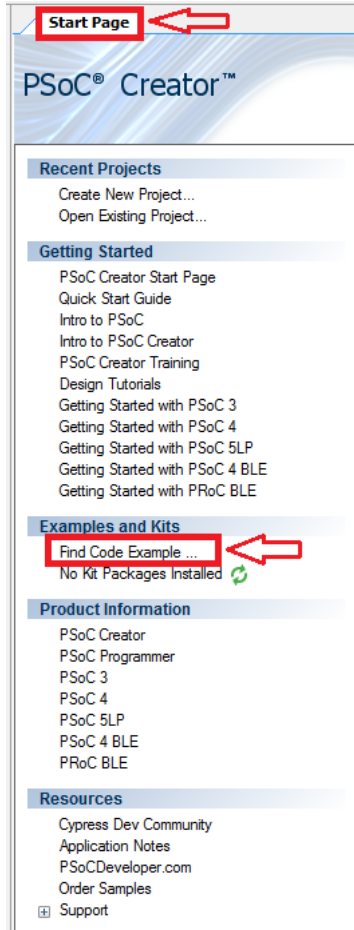 Start Page
PSoC® Creator™
Recent Projects
Create New Project...
Open Existing Project...
Getting Started
PSoC Creator Start Page
Quick Start Guide
Intro to PSoC
Intro to PSoC Creator
PSoC Creator Training
Design Tutorials
Getting Started with PSoC 3
Getting Started with PSoC 4
Getting Started with PSoC 5LP
Getting Started with PSoC 4 BLE
Getting Started with PRoC BLE
Examples and Kits
Find Code Example ...
No Kit Packages Installed
Product Information
PSoC Creator
PSoC Programmer
PSoC 3
PSoC 4
PSoC 5LP
PSoC 4 BLE
PRoC BLE
Resources
Cypress Dev Community
Application Notes
PSoCDeveloper.com
Order Samples
Support